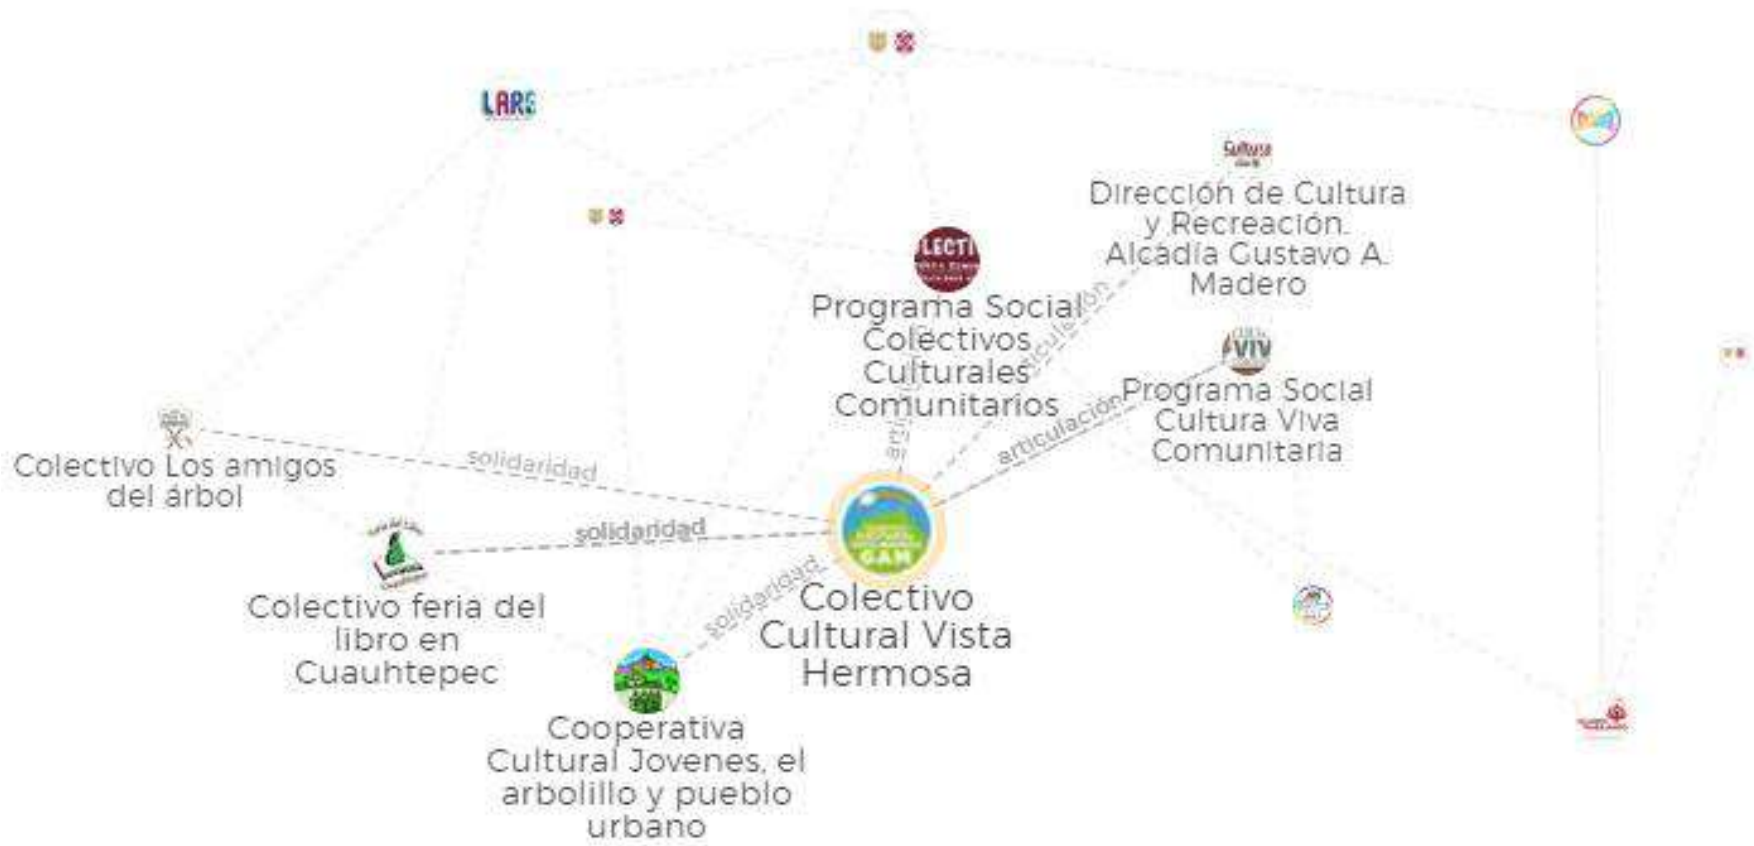 LARS
Dirección de Cultura
y Recreación.
Alcadía Gustavo A.
Madero
LECTI
Programa Social
Colectivos
Culturales
Comunitarios
articulación
VIV
Programa Social
Cultura Viva
Comunitaria
articulación
Colectivo Los amigos
del árbol
solidaridad
Colectivo feria del
libro en
Cuauhtepec
solidaridad
GAM
Colectivo
Cultural Vista
Hermosa
solidaridad
Cooperativa
Cultural Jovenes, el
arbolillo y pueblo
urbano